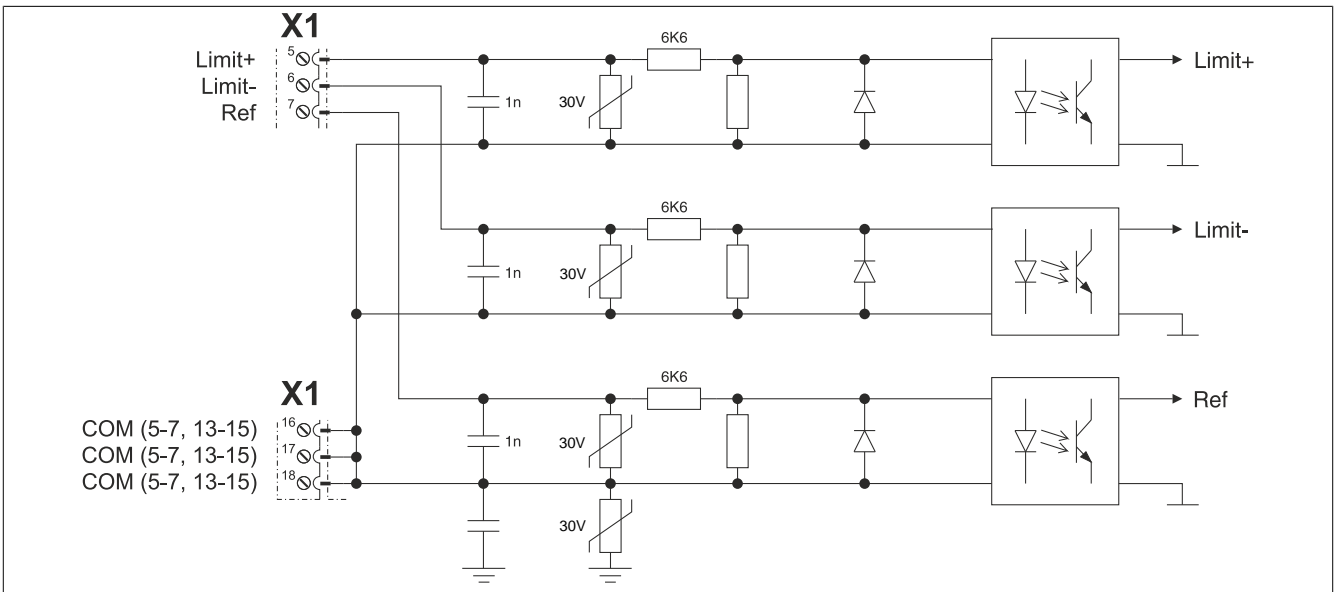 X1
5
Limit+
6
Limit-
7
Ref
6K6
1n
30V
Limit+
6K6
1n
30V
Limit-
X1
16
COM (5-7, 13-15)
17
COM (5-7, 13-15)
18
COM (5-7, 13-15)
6K6
1n
30V
Ref
30V